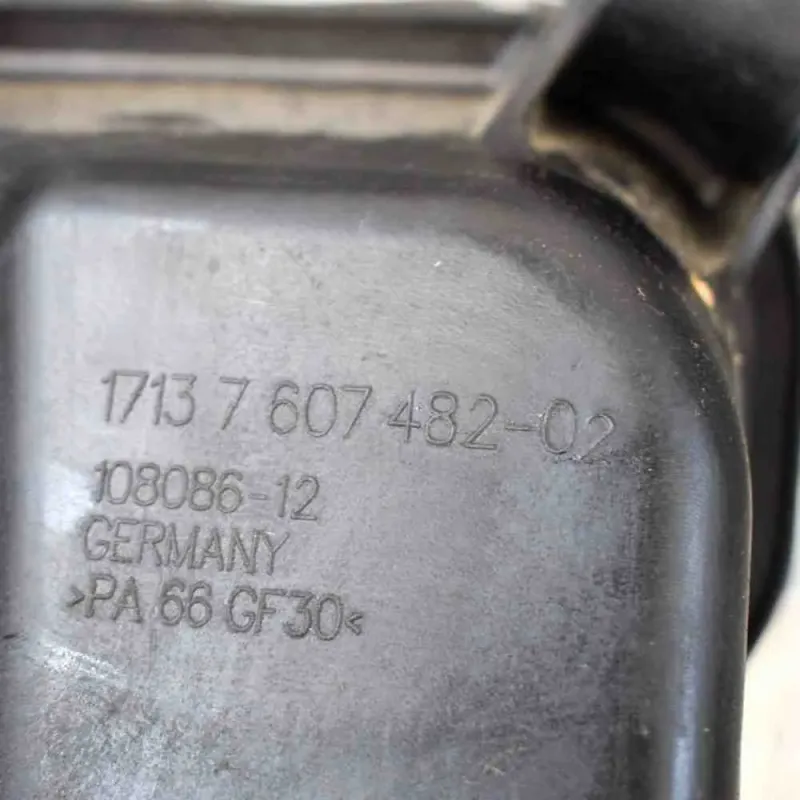 1713 7 607 482-02
108086-12
GERMANY
>PA 66 GF30<